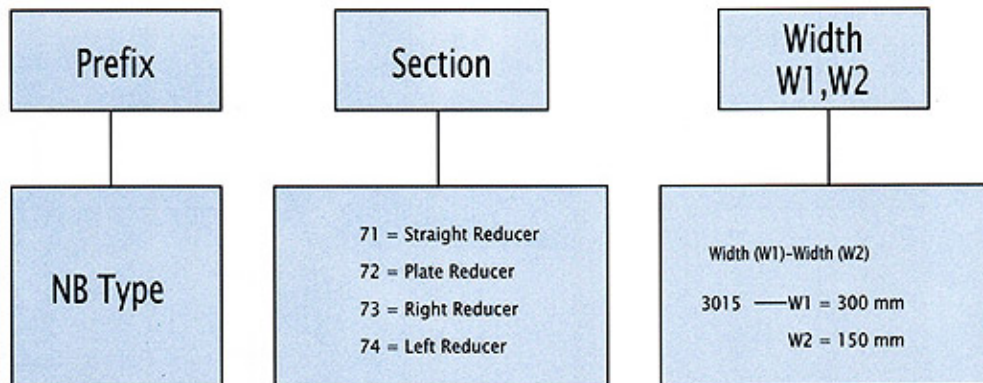 Prefix
NB Type
Section
71 = Straight Reducer
72 = Plate Reducer
73 = Right Reducer
74 = Left Reducer
Width
W1,W2
Width (W1)-Width (W2)
3015 — W1 = 300 mm
W2 = 150 mm